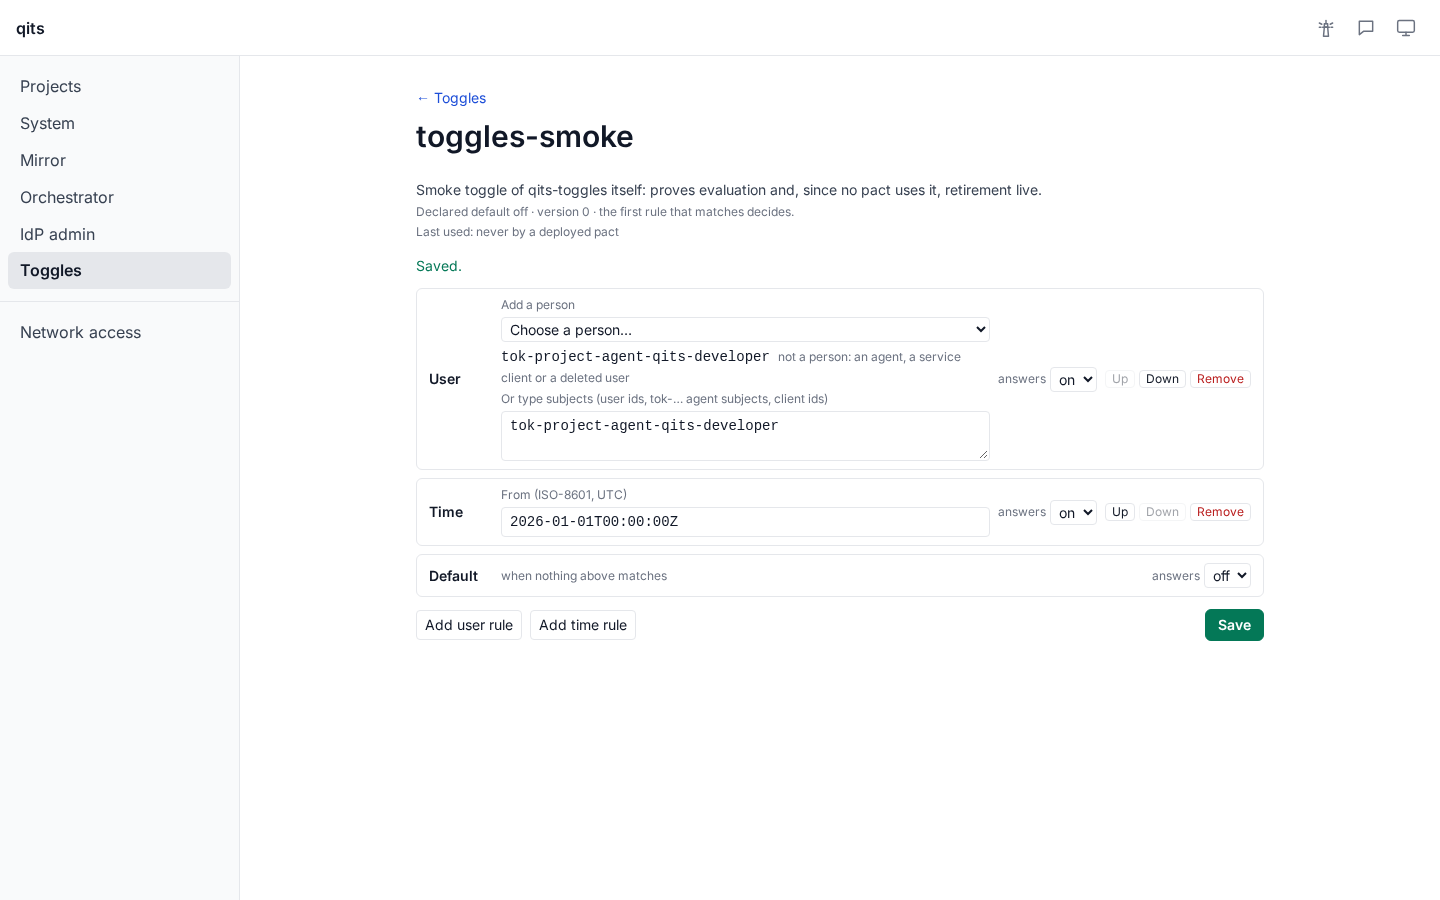 qits
Projects
System
Mirror
Orchestrator
IdP admin
Toggles
Network access
← Toggles
toggles-smoke
Smoke toggle of qits-toggles itself: proves evaluation and, since no pact uses it, retirement live.
Declared default off · version 0 · the first rule that matches decides.
Last used: never by a deployed pact
Saved.
User
Add a person
Choose a person...
tok-project-agent-qits-developer not a person: an agent, a service
client or a deleted user
Or type subjects (user ids, tok-... agent subjects, client ids)
tok-project-agent-qits-developer
answers on Up Down Remove
Time
From (ISO-8601, UTC)
2026-01-01T00:00:00Z
answers on Up Down Remove
Default when nothing above matches answers off
Add user rule Add time rule Save